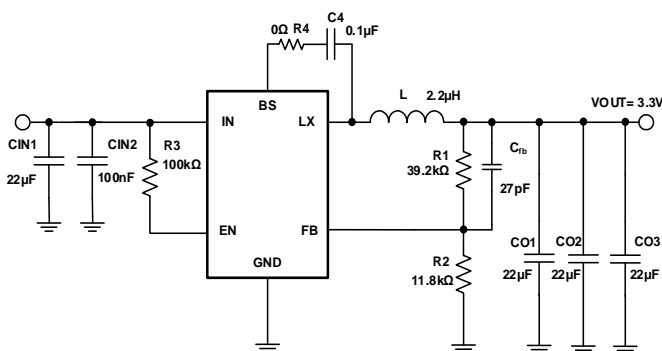 C4
0Ω R4
0.1µF
BS
L 2.2µH
VOUT= 3.3V
IN
LX
CIN1
CIN2
R3
100kΩ
22µF
100nF
R1
39.2kΩ
Cfb
27pF
EN
FB
GND
R2
11.8kΩ
CO1
CO2
CO3
22µF
22µF
22µF